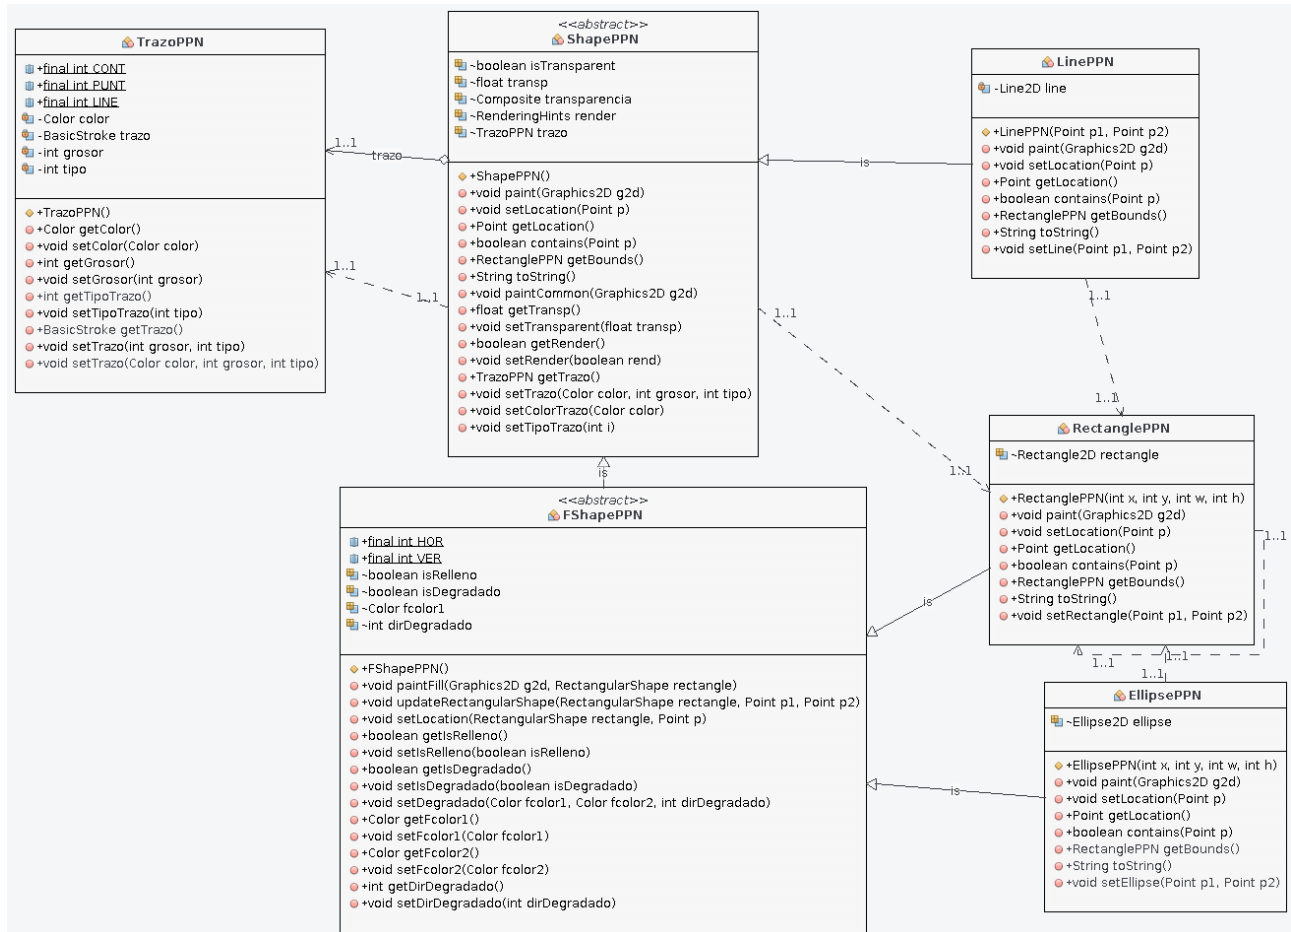 TrazoPPN
+final int CONT
+final int PUNT
+final int LINE
-Color color
-BasicStroke trazo
-int grosor
-int tipo
+TrazoPPN()
+Color getColor()
+void setColor(Color color)
+int getGrosor()
+void setGrosor(int grosor)
+int getTipoTrazo()
+void setTipoTrazo(int tipo)
+BasicStroke getTrazo()
+void setTrazo(int grosor, int tipo)
+void setTrazo(Color color, int grosor, int tipo)
1..1
trazo
1..1
1..1
<<abstract>>
ShapePPN
~boolean isTransparent
~float transp
~Composite transparencia
~RenderingHints render
~TrazoPPN trazo
+ShapePPN()
+void paint(Graphics2D g2d)
+void setLocation(Point p)
+Point getLocation()
+boolean contains(Point p)
+RectanglePPN getBounds()
+String toString()
+void paintCommon(Graphics2D g2d)
+float getTransp()
+void setTransparent(float transp)
+boolean getRender()
+void setRender(boolean rend)
+TrazoPPN getTrazo()
+void setTrazo(Color color, int grosor, int tipo)
+void setColorTrazo(Color color)
+void setTipoTrazo(int i)
is
LinePPN
-Line2D line
+LinePPN(Point p1, Point p2)
+void paint(Graphics2D g2d)
+void setLocation(Point p)
+Point getLocation()
+boolean contains(Point p)
+RectanglePPN getBounds()
+String toString()
+void setLine(Point p1, Point p2)
1..1
1..1
1..1
1..1
RectanglePPN
~Rectangle2D rectangle
+RectanglePPN(int x, int y, int w, int h)
+void paint(Graphics2D g2d)
+void setLocation(Point p)
+Point getLocation()
+boolean contains(Point p)
+RectanglePPN getBounds()
+String toString()
+void setRectangle(Point p1, Point p2)
1..1
1..1
1..1
1..1
is
is
<<abstract>>
FShapePPN
+final int HOR
+final int VER
~boolean isRelleno
~boolean isDegradado
~Color fcolor1
~int dirDegradado
+FShapePPN()
+void paintFill(Graphics2D g2d, RectangularShape rectangle)
+void updateRectangularShape(RectangularShape rectangle, Point p1, Point p2)
+void setLocation(RectangularShape rectangle, Point p)
+boolean getIsRelleno()
+void setIsRelleno(boolean isRelleno)
+boolean getIsDegradado()
+void setIsDegradado(boolean isDegradado)
+void setDegradado(Color fcolor1, Color fcolor2, int dirDegradado)
+Color getFcolor1()
+void setFcolor1(Color fcolor1)
+Color getFcolor2()
+void setFcolor2(Color fcolor2)
+int getDirDegradado()
+void setDirDegradado(int dirDegradado)
is
EllipsePPN
~Ellipse2D ellipse
+EllipsePPN(int x, int y, int w, int h)
+void paint(Graphics2D g2d)
+void setLocation(Point p)
+Point getLocation()
+boolean contains(Point p)
+RectanglePPN getBounds()
+String toString()
+void setEllipse(Point p1, Point p2)